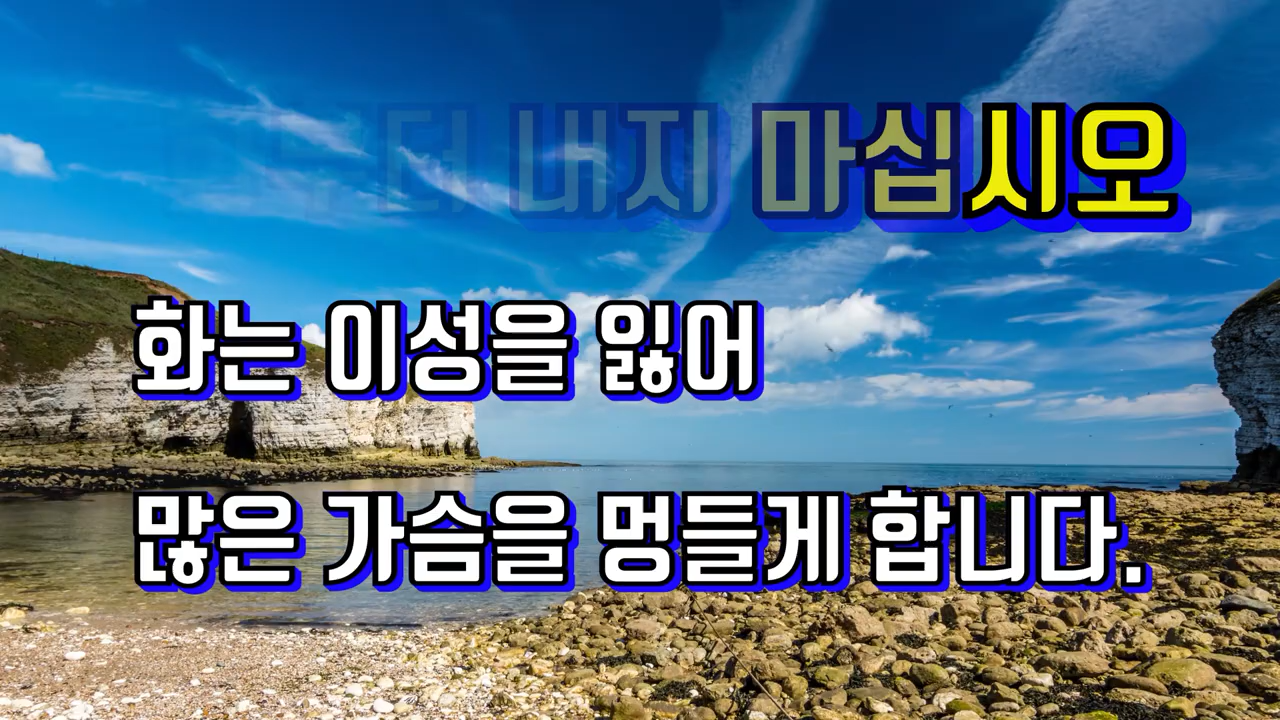 내지 마십시오
화는 이성을 잃어
많은 가슴을 멍들게 합니다.